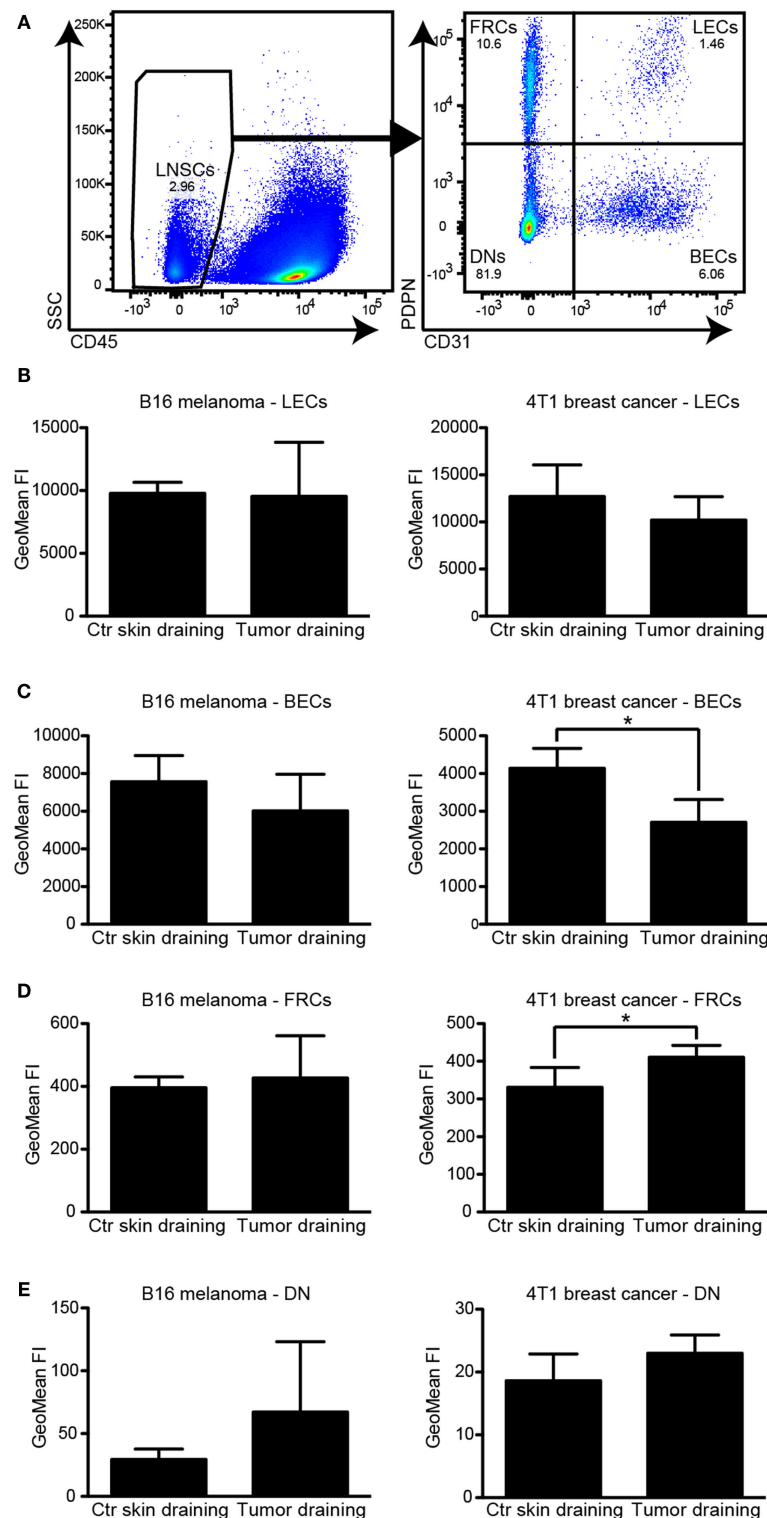 A
250K
200K
150K
100K
50K
0
LNSCs
2.96
-10³ 0 10³ 10⁴ 10⁵
SSC
CD45
FRCs
10.6
LECs
1.46
DNs
81.9
BECs
6.06
10⁵
10⁴
10³
0
-10³
-10³ 0 10³ 10⁴ 10⁵
PDPN
CD31
B
B16 melanoma - LECs
15000
10000
5000
0
GeoMean FI
Ctr skin draining Tumor draining
4T1 breast cancer - LECs
20000
15000
10000
5000
0
GeoMean FI
Ctr skin draining Tumor draining
C
B16 melanoma - BECs
10000
8000
6000
4000
2000
0
GeoMean FI
Ctr skin draining Tumor draining
4T1 breast cancer - BECs
*
5000
4000
3000
2000
1000
0
GeoMean FI
Ctr skin draining Tumor draining
D
B16 melanoma - FRCs
600
400
200
0
GeoMean FI
Ctr skin draining Tumor draining
4T1 breast cancer - FRCs
*
500
400
300
200
100
0
GeoMean FI
Ctr skin draining Tumor draining
E
B16 melanoma - DN
150
100
50
0
GeoMean FI
Ctr skin draining Tumor draining
4T1 breast cancer - DN
30
20
10
0
GeoMean FI
Ctr skin draining Tumor draining